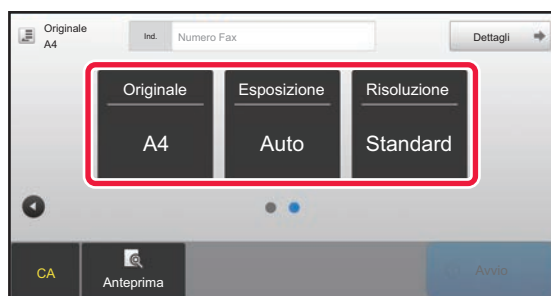 Originale
A4
Ind.
Numero Fax
Dettagli
Originale
Esposizione
Risoluzione
A4
Auto
Standard
CA
Anteprima
Avvio